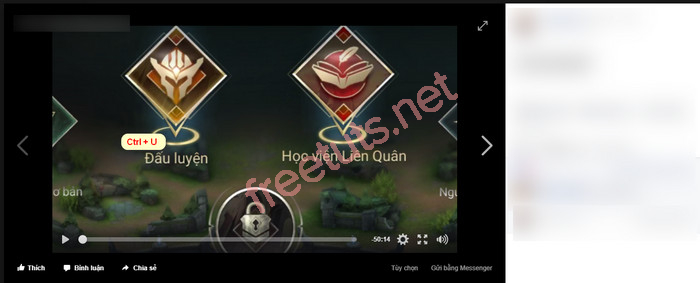 Ctrl + U
Đấu luyện
Học viện Liên Quân
ơ bản
Ngu
freetuts.net
-50:14
Thích
Bình luận
Chia sẻ
Tùy chọn
Gửi bằng Messenger